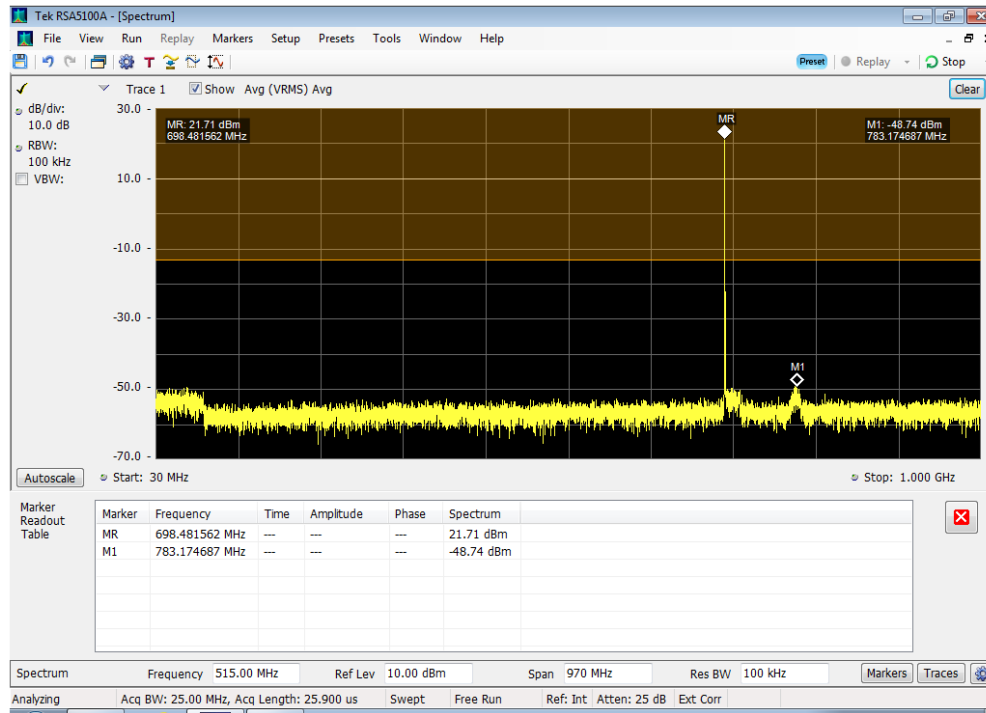 Tek RSA5100A - [Spectrum]
File View Run Replay Markers Setup Presets Tools Window Help
T Preset Replay Stop
Trace 1 Show Avg (VRMS) Avg Clear
dB/div:
10.0 dB
RBW:
100 kHz
VBW:
30.0 -
10.0 -
-10.0 -
-30.0 -
-50.0 -
-70.0 -
MR: 21.71 dBm
698.481562 MHz
MR
M1: -48.74 dBm
783.174687 MHz
M1
Autoscale Start: 30 MHz Stop: 1.000 GHz
Marker
Readout
Table
Marker Frequency Time Amplitude Phase Spectrum
MR 698.481562 MHz --- --- --- 21.71 dBm
M1 783.174687 MHz --- --- --- -48.74 dBm
Spectrum Frequency 515.00 MHz Ref Lev 10.00 dBm Span 970 MHz Res BW 100 kHz Markers Traces
Analyzing Acq BW: 25.00 MHz, Acq Length: 25.900 us Swept Free Run Ref: Int Atten: 25 dB Ext Corr